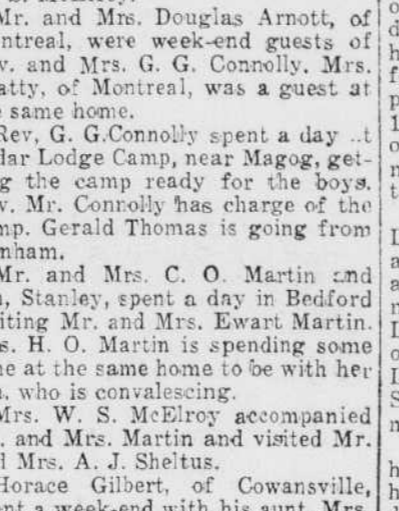 Mr. and Mrs. Douglas Arnott, of
ntreal, were week-end guests of
v. and Mrs. G. G. Connolly. Mrs.
atty, of Montreal, was a guest at
same home.
Rev, G. G.Connolly spent a day ..t
dar Lodge Camp, near Magog, get-
g the camp ready for the boys.
v. Mr. Connolly has charge of the
mp. Gerald Thomas is going from
nham.
Mr. and Mrs. C. O. Martin and
, Stanley, spent a day in Bedford
iting Mr. and Mrs. Ewart Martin.
s. H. O. Martin is spending some
e at the same home to be with her
. who is convalescing.
Mrs. W. S. McElroy accompanied
. and Mrs. Martin and visited Mr.
d Mrs. A. J. Sheltus.
Horace Gilbert, of Cowansville,
nt a week-end with his aunt, Mrs.